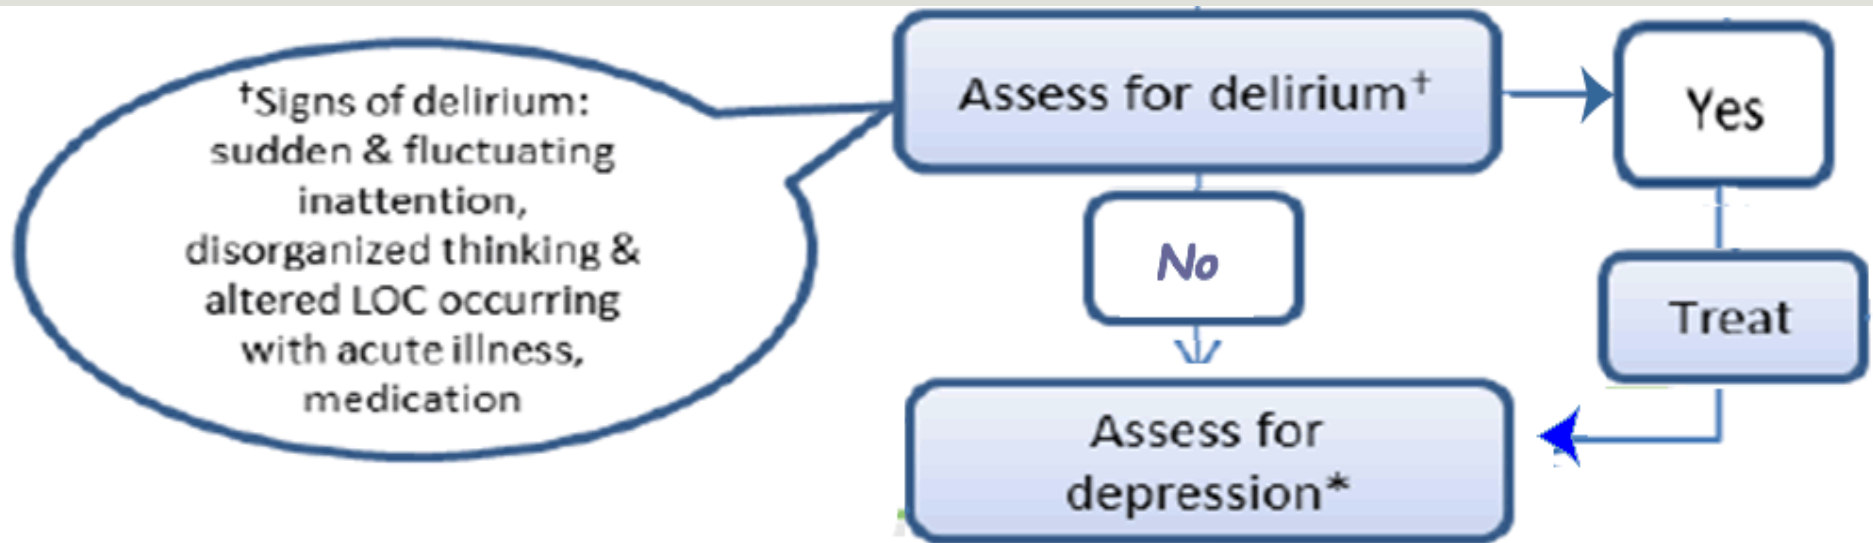 †Signs of delirium:
sudden & fluctuating
inattention,
disorganized thinking &
altered LOC occurring
with acute illness,
medication
Assess for delirium†
Yes
No
Treat
Assess for
depression*